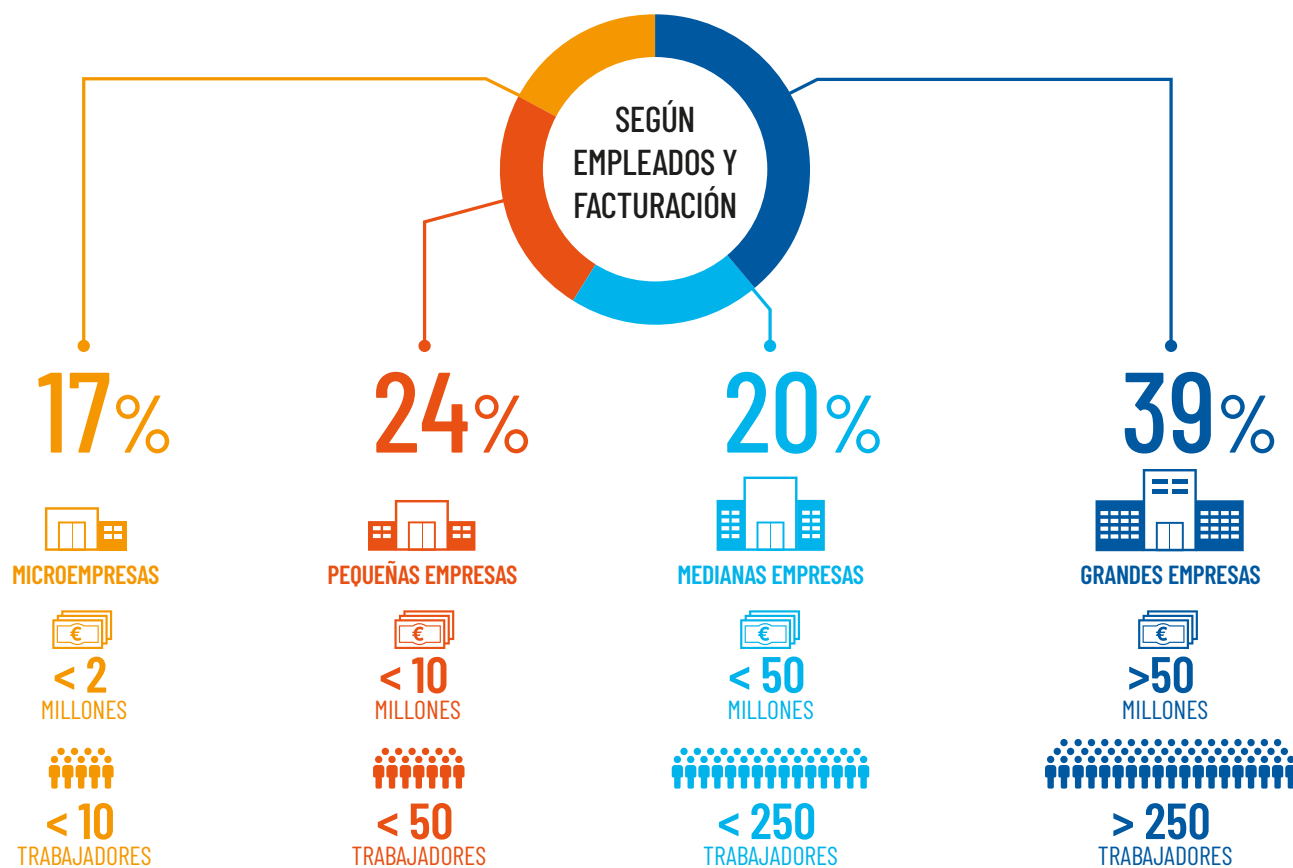 SEGÚN
EMPLEADOS Y
FACTURACIÓN
17%
MICROEMPRESAS
€
< 2
MILLONES
< 10
TRABAJADORES
24%
PEQUEÑAS EMPRESAS
€
< 10
MILLONES
< 50
TRABAJADORES
20%
MEDIANAS EMPRESAS
€
< 50
MILLONES
< 250
TRABAJADORES
39%
GRANDES EMPRESAS
€
>50
MILLONES
> 250
TRABAJADORES